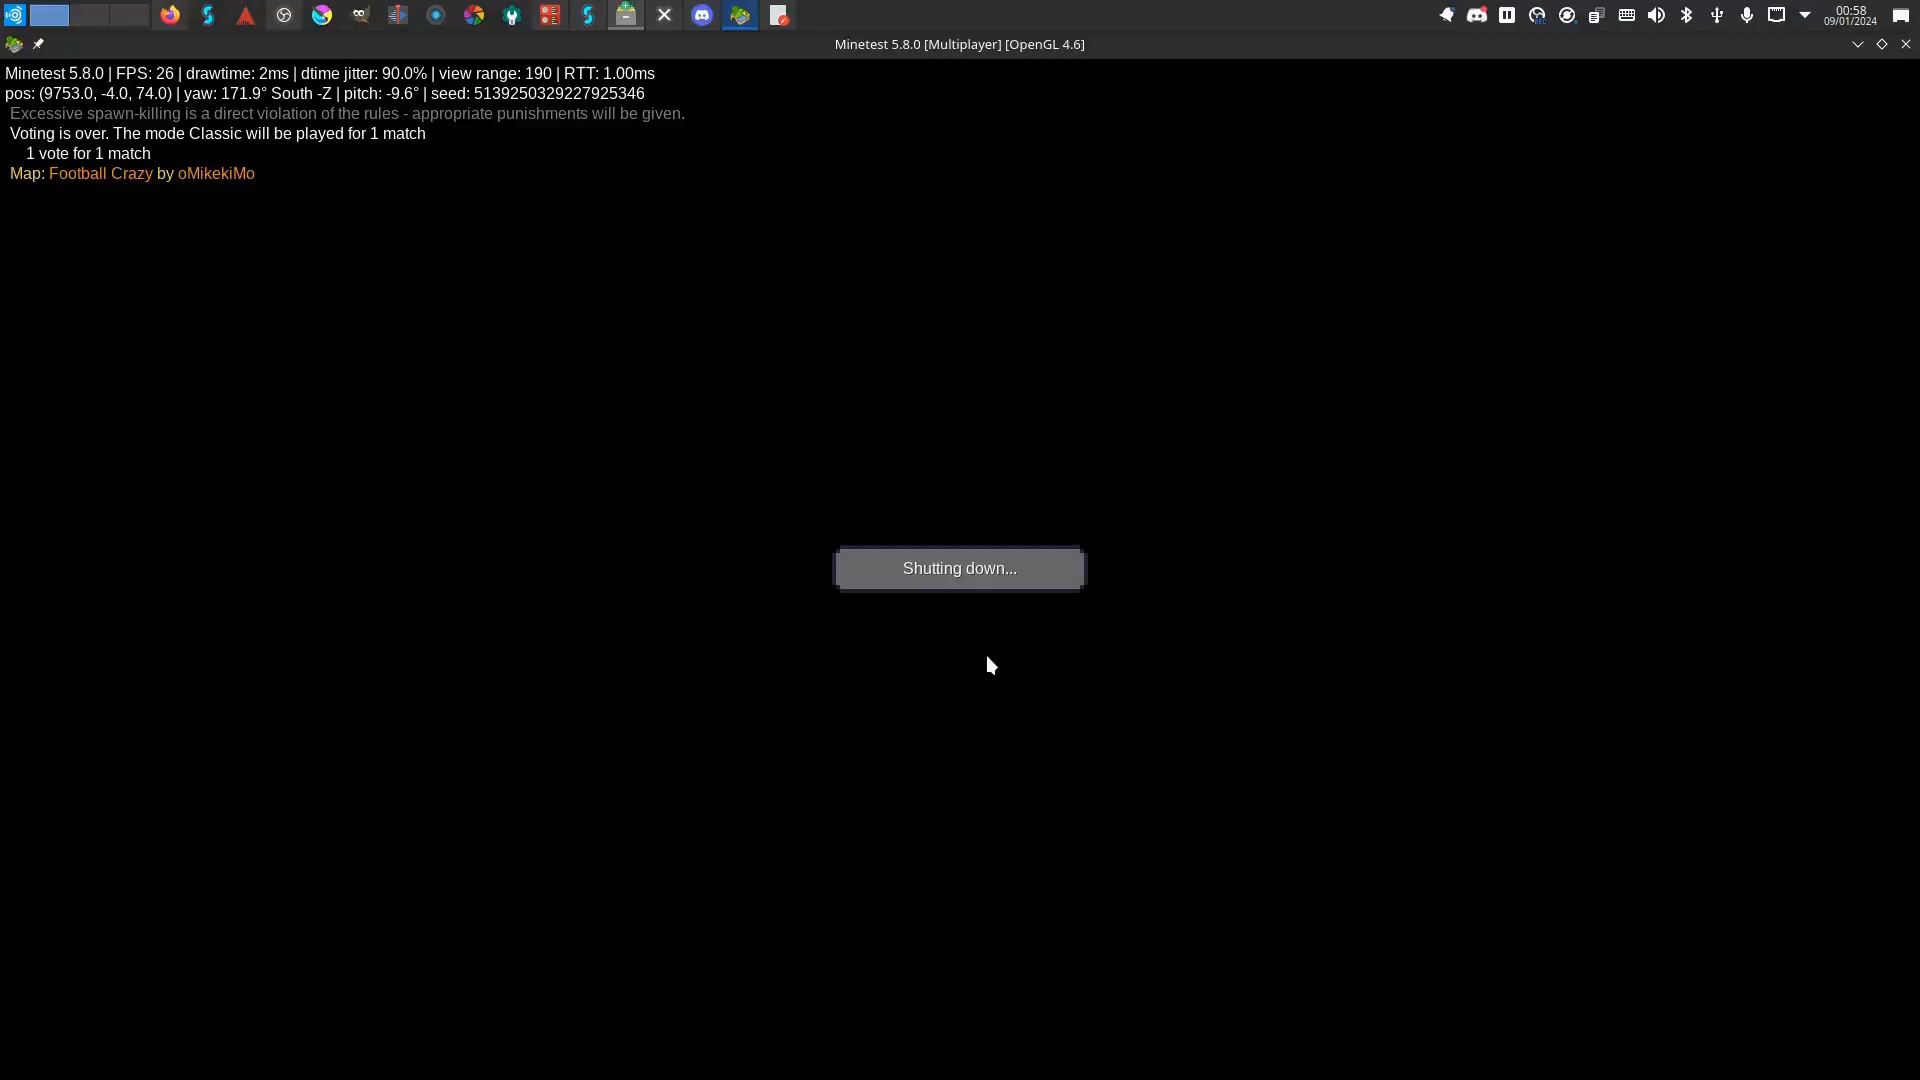 00:58
09/01/2024
Minetest 5.8.0 [Multiplayer] [OpenGL 4.6]
Minetest 5.8.0 | FPS: 26 | drawtime: 2ms | dtime jitter: 90.0% | view range: 190 | RTT: 1.00ms
pos: (9753.0, -4.0, 74.0) | yaw: 171.9° South -Z | pitch: -9.6° | seed: 5139250329227925346
Excessive spawn-killing is a direct violation of the rules - appropriate punishments will be given.
Voting is over. The mode Classic will be played for 1 match
1 vote for 1 match
Map: Football Crazy by oMikekiMo
Shutting down...